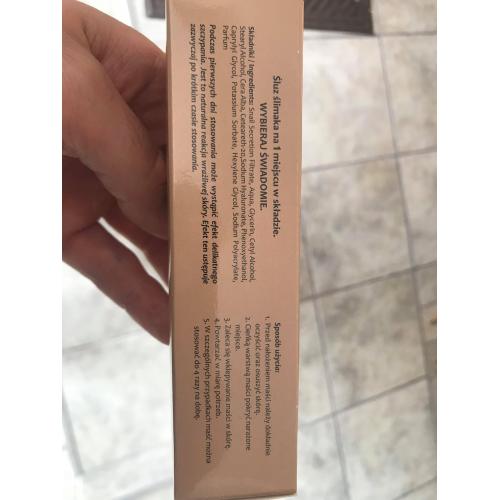 Śluz ślimaka na 1 miejscu w składzie.
WYBIERAJ ŚWIADOMIE.
Składniki / Ingredients: Snail Secretion Filtrate, Aqua, Glycerin, Cetyl Alcohol,
Stearyl Alcohol, Cera Alba, Ceteareth-20, Sodium Hyaluronate, Phenoxyethanol,
Caprylyl Glycol, Potassium Sorbate, Hexylene Glycol, Sodium Polyacrylate,
Parfum
Podczas pierwszych dni stosowania może wystąpić efekt delikatnego
szczypania. Jest to naturalna reakcja wrażliwej skóry. Efekt ten ustępuje
zazwyczaj po krótkim czasie stosowania.
Sposób użycia:
1. Przed nałożeniem maści należy dokładnie
oczyścić oraz osuszyć skórę.
2. Cienką warstwą maści pokryć narażone
miejsce.
3. Zaleca się wklepywanie maści w skórę.
4. Powtarzać w miarę potrzeb.
5. W szczególnych przypadkach maść można
stosować do 4 razy na dobę.